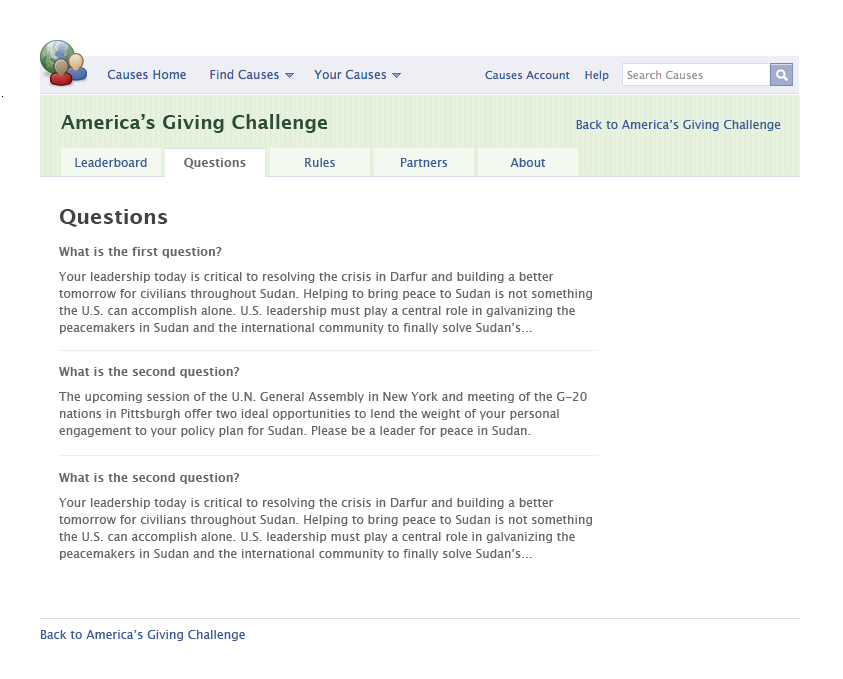 Causes Home Find Causes Your Causes Causes Account Help Search Causes
America's Giving Challenge
Back to America's Giving Challenge
Leaderboard Questions Rules Partners About
Questions
What is the first question?
Your leadership today is critical to resolving the crisis in Darfur and building a better
tomorrow for civilians throughout Sudan. Helping to bring peace to Sudan is not something
the U.S. can accomplish alone. U.S. leadership must play a central role in galvanizing the
peacemakers in Sudan and the international community to finally solve Sudan's...
What is the second question?
The upcoming session of the U.N. General Assembly in New York and meeting of the G-20
nations in Pittsburgh offer two ideal opportunities to lend the weight of your personal
engagement to your policy plan for Sudan. Please be a leader for peace in Sudan.
What is the second question?
Your leadership today is critical to resolving the crisis in Darfur and building a better
tomorrow for civilians throughout Sudan. Helping to bring peace to Sudan is not something
the U.S. can accomplish alone. U.S. leadership must play a central role in galvanizing the
peacemakers in Sudan and the international community to finally solve Sudan's...
Back to America's Giving Challenge